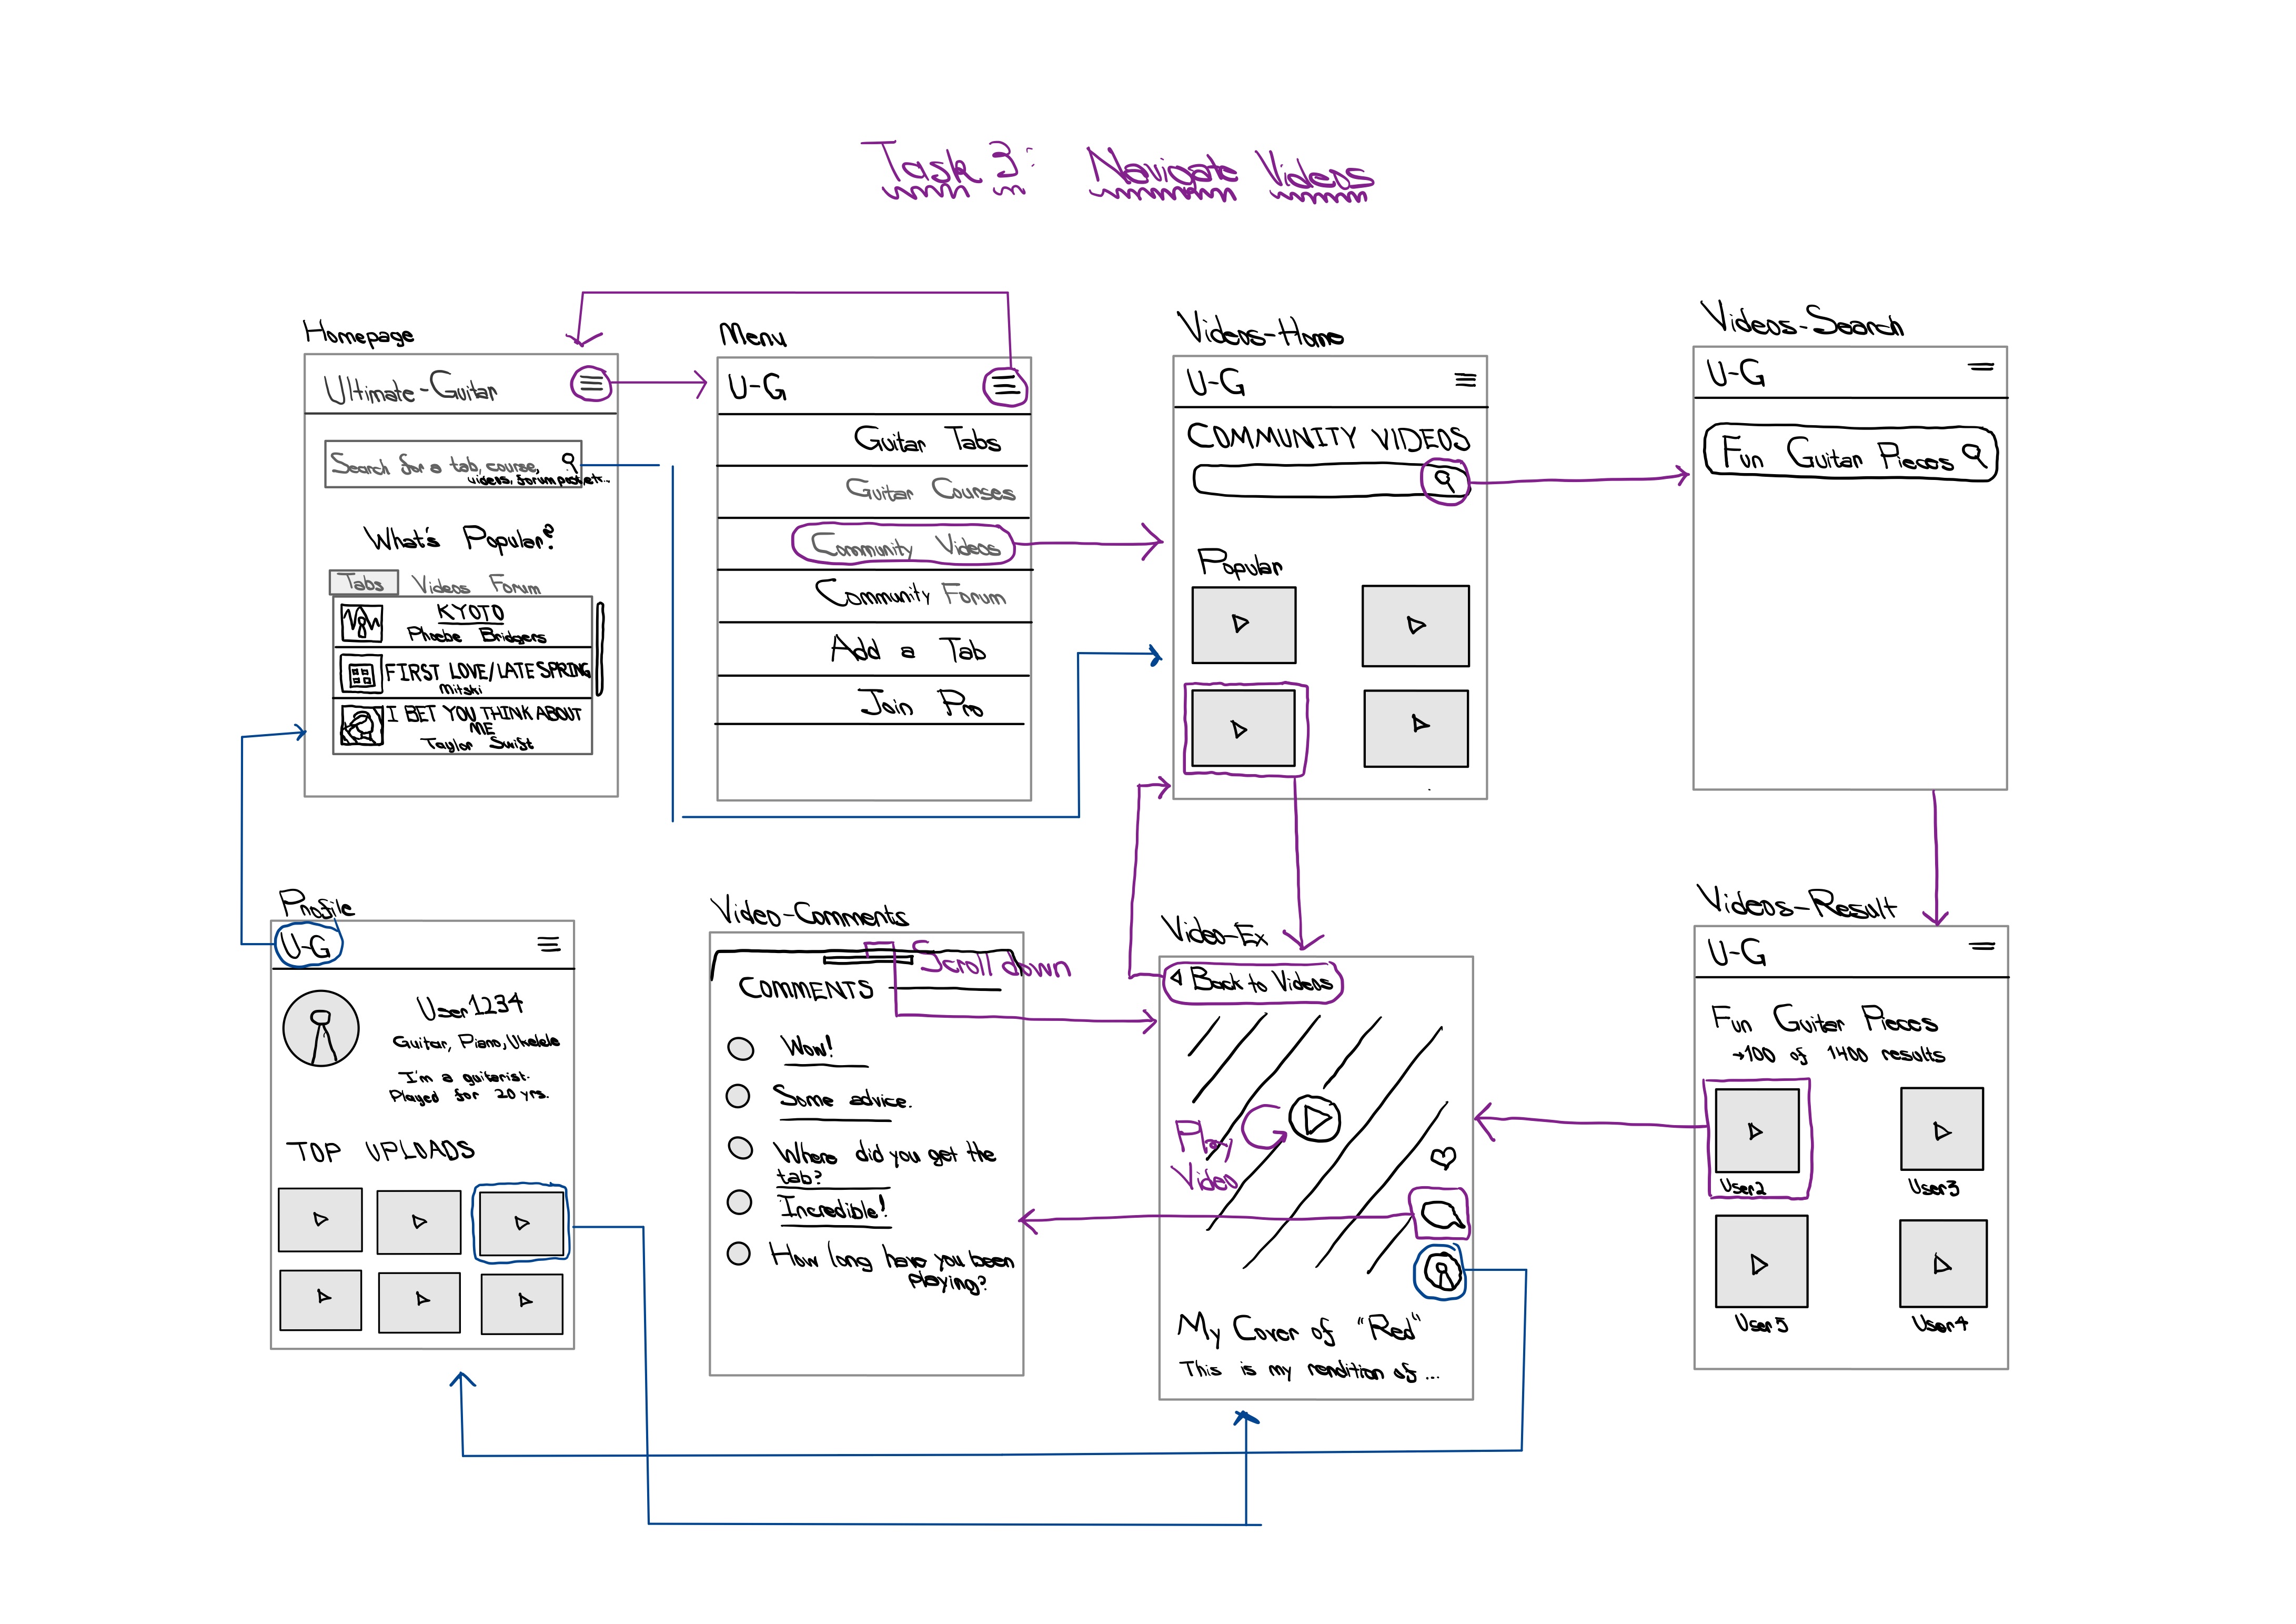 Task 3: Navigate Videos
Homepage
Ultimate-Guitar
Search for a tab, course,
videos, forum post, etc...
What's Popular?
Tabs Videos Forum
KYOTO
Phoebe Bridgers
FIRST LOVE/LATE SPRING
Mitski
I BET YOU THINK ABOUT
ME
Taylor Swift
Menu
U-G
Guitar Tabs
Guitar Courses
Community Videos
Community Forum
Add a Tab
Join Pro
Videos-Home
U-G
COMMUNITY VIDEOS
Popular
Videos-Search
U-G
Fun Guitar Pieces
Profile
U-G
User1234
Guitar, Piano, Ukelele
I'm a guitarist.
Played for 20 yrs.
TOP UPLOADS
Video-Comments
Scroll down
COMMENTS
Wow!
Some advice.
Where did you get the
tab?
Incredible!
How long have you been
playing?
Video-Ex
Back to Videos
Play
Video
My Cover of "Red"
This is my rendition of ...
Videos-Result
U-G
Fun Guitar Pieces
→100 of 1400 results
User2 User3
User5 User4